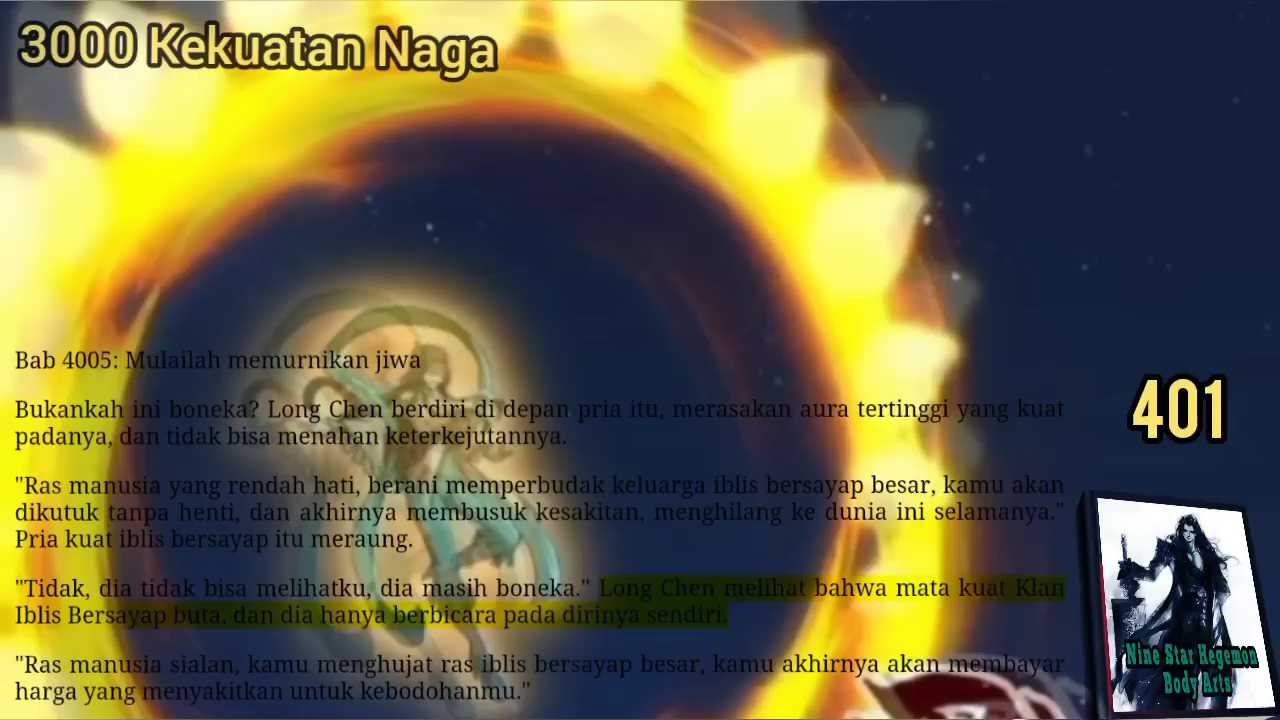 3000 Kekuatan Naga
Bab 4005: Mulailah memurnikan jiwa
Bukankah ini boneka? Long Chen berdiri di depan pria itu, merasakan aura tertinggi yang kuat
padanya, dan tidak bisa menahan keterkejutannya.
"Ras manusia yang rendah hati, berani memperbudak keluarga iblis bersayap besar, kamu akan
dikutuk tanpa henti, dan akhirnya membusuk kesakitan, menghilang ke dunia ini selamanya."
Pria kuat iblis bersayap itu meraung.
"Tidak, dia tidak bisa melihatku, dia masih boneka." Long Chen melihat bahwa mata kuat Klan
Iblis Bersayap buta, dan dia hanya berbicara pada dirinya sendiri.
"Ras manusia sialan, kamu menghujat ras iblis bersayap besar, kamu akhirnya akan membayar
harga yang menyakitkan untuk kebodohanmu."
401
Nine Star Hegemon
Body Arts